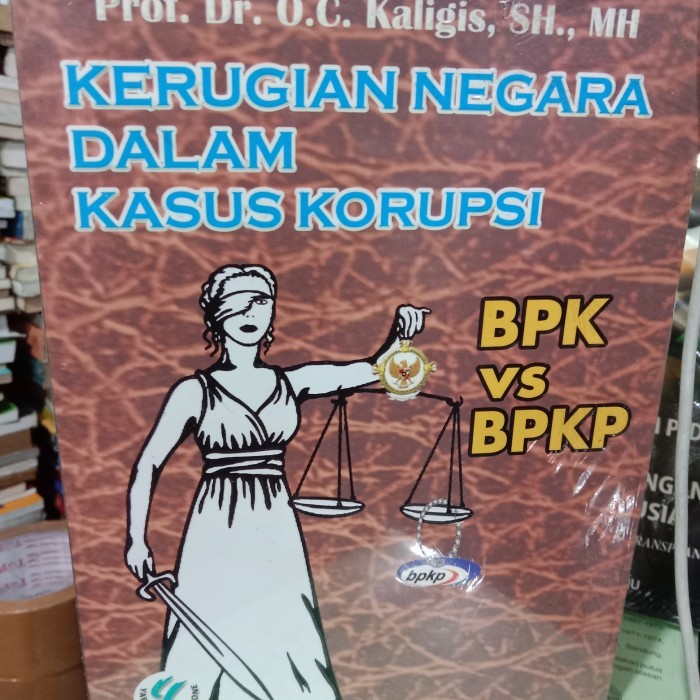 Prof. Dr. O.C. Kaligis, SH., MH
KERUGIAN NEGARA
DALAM
KASUS KORUPSI
BPK
vs
BPKP
bpkp